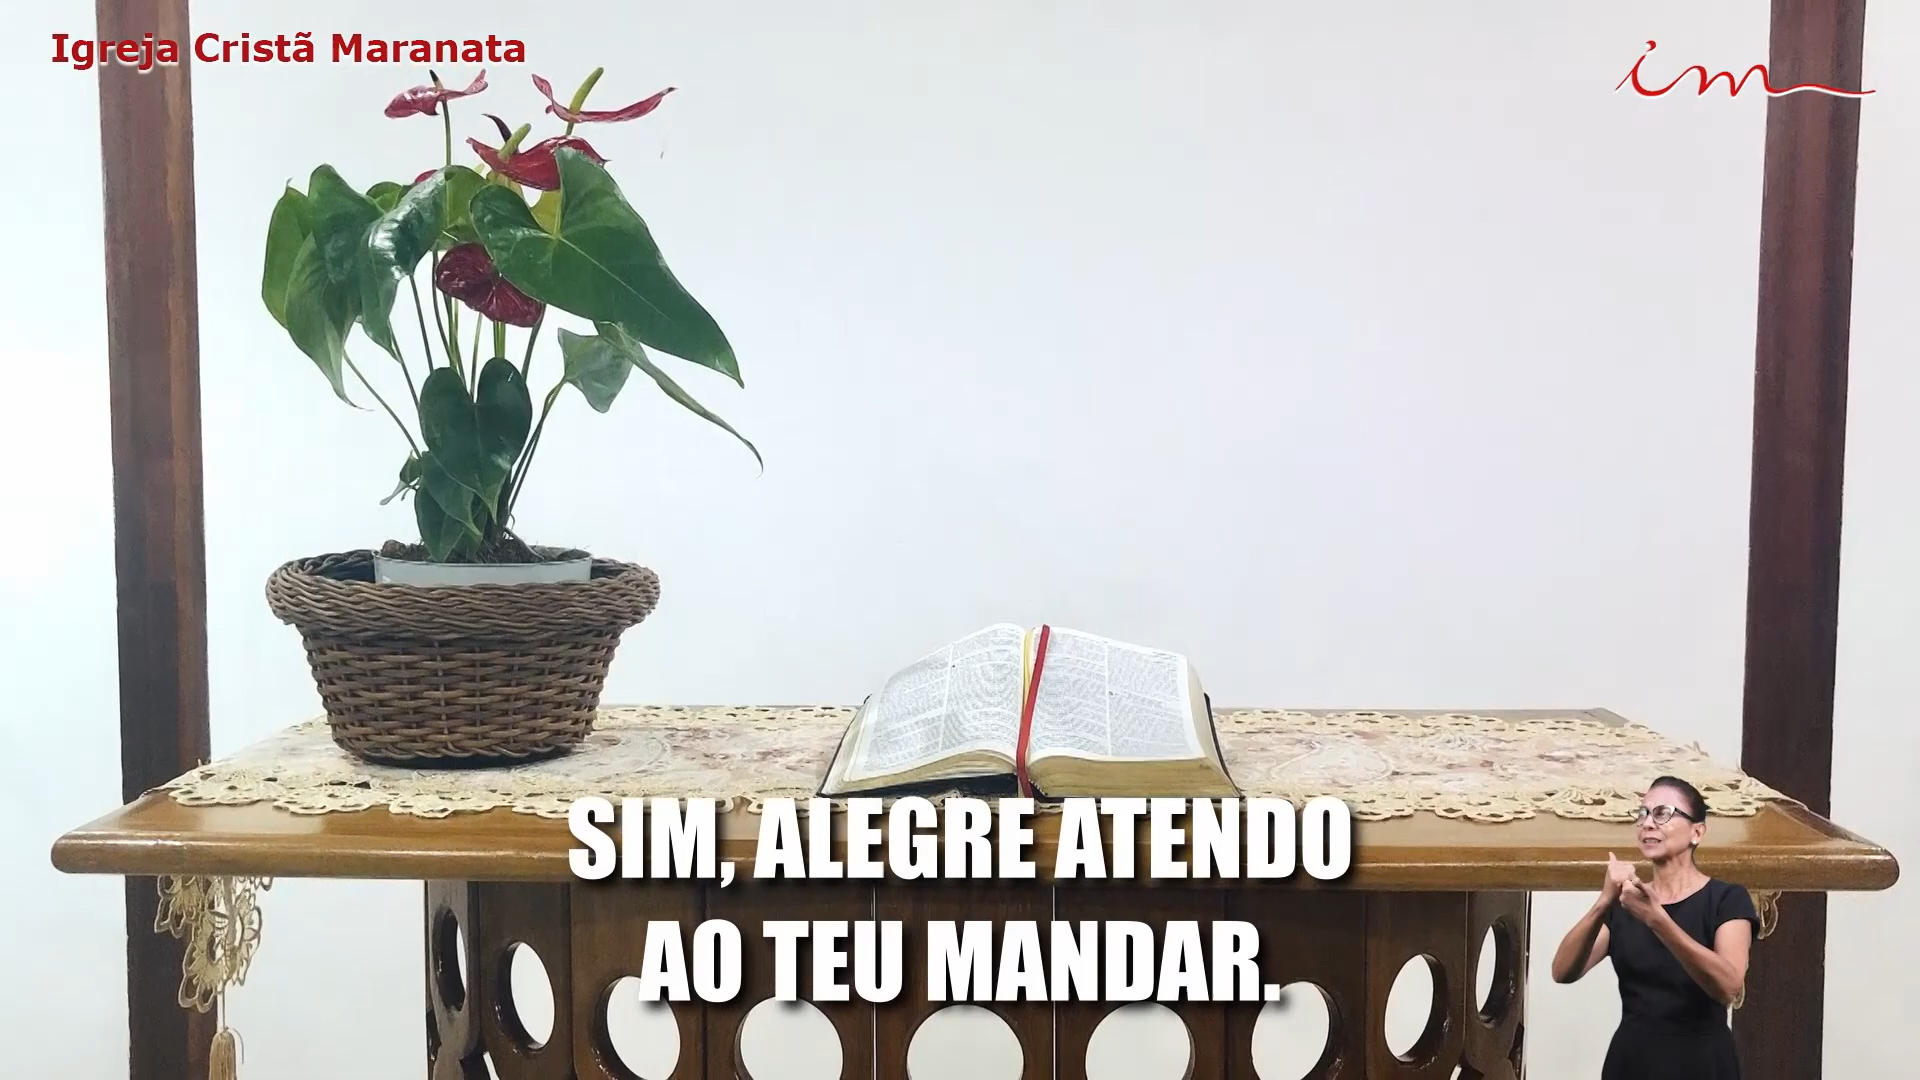 Igreja Cristã Maranata
im
SIM, ALEGRE ATENDO
AO TEU MANDAR.